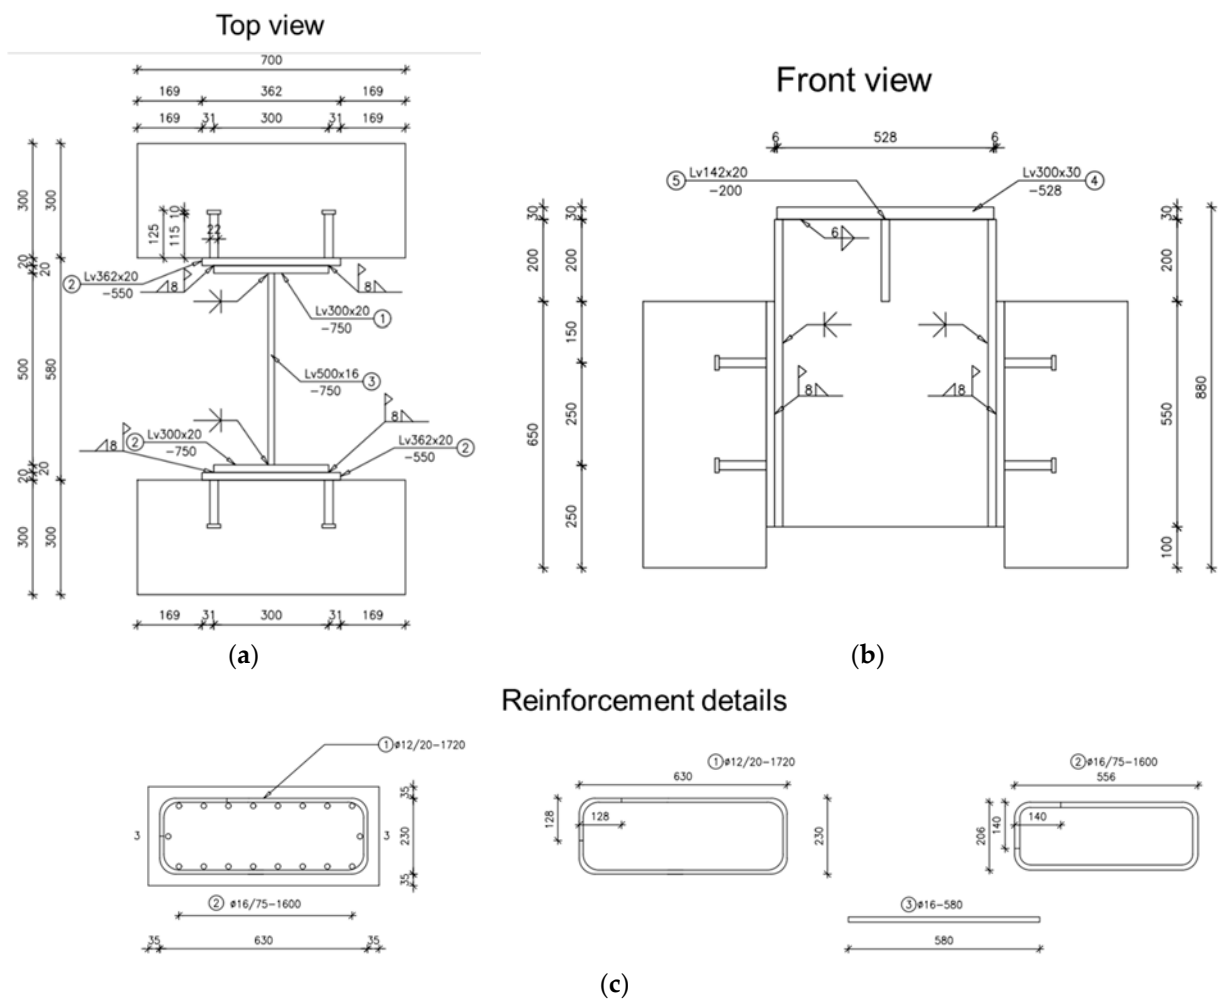 Top view
700
169 362 169
169 31 300 31 169
300 300
125 115 10 22
20 20
2 Lv362x20
-550
8 8
Lv300x20
-750 1
500 580
Lv500x16
-750 3
8 2 Lv300x20
-750
8 Lv362x20 2
-550
20 20
300 300
169 31 300 31 169
(a)
Front view
6 528 6
5 Lv142x20
-200
Lv300x30 4
-528
30 30 30
200 200 200
6
150
8 8
650 250 550 880
250 100
(b)
Reinforcement details
1 ø12/20-1720
35
3 3 230
35
2 ø16/75-1600
35 630 35
1 ø12/20-1720
630
128 128 230
2 ø16/75-1600
556
206 140 140
3 ø16-580
580
(c)